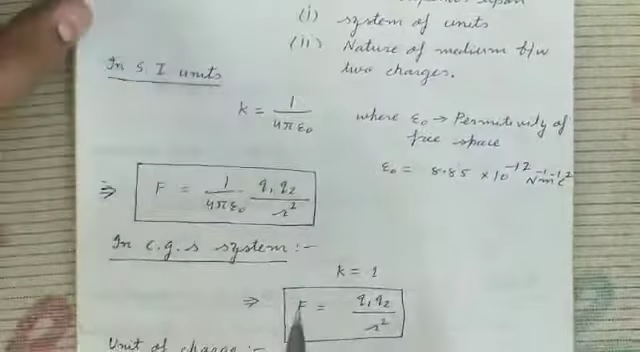 (i) system of units
(ii) Nature of medium b/w
two charges.
In S.I units
k = 1/4πε₀ where ε₀ → Permittivity of
free space
ε₀ = 8.85 × 10⁻¹² N⁻¹m⁻²C²
⇒ F = 1/4πε₀ q₁q₂/r²
In c.g.s system :-
k = 1
⇒ F = q₁q₂/r²
Unit of charge :-